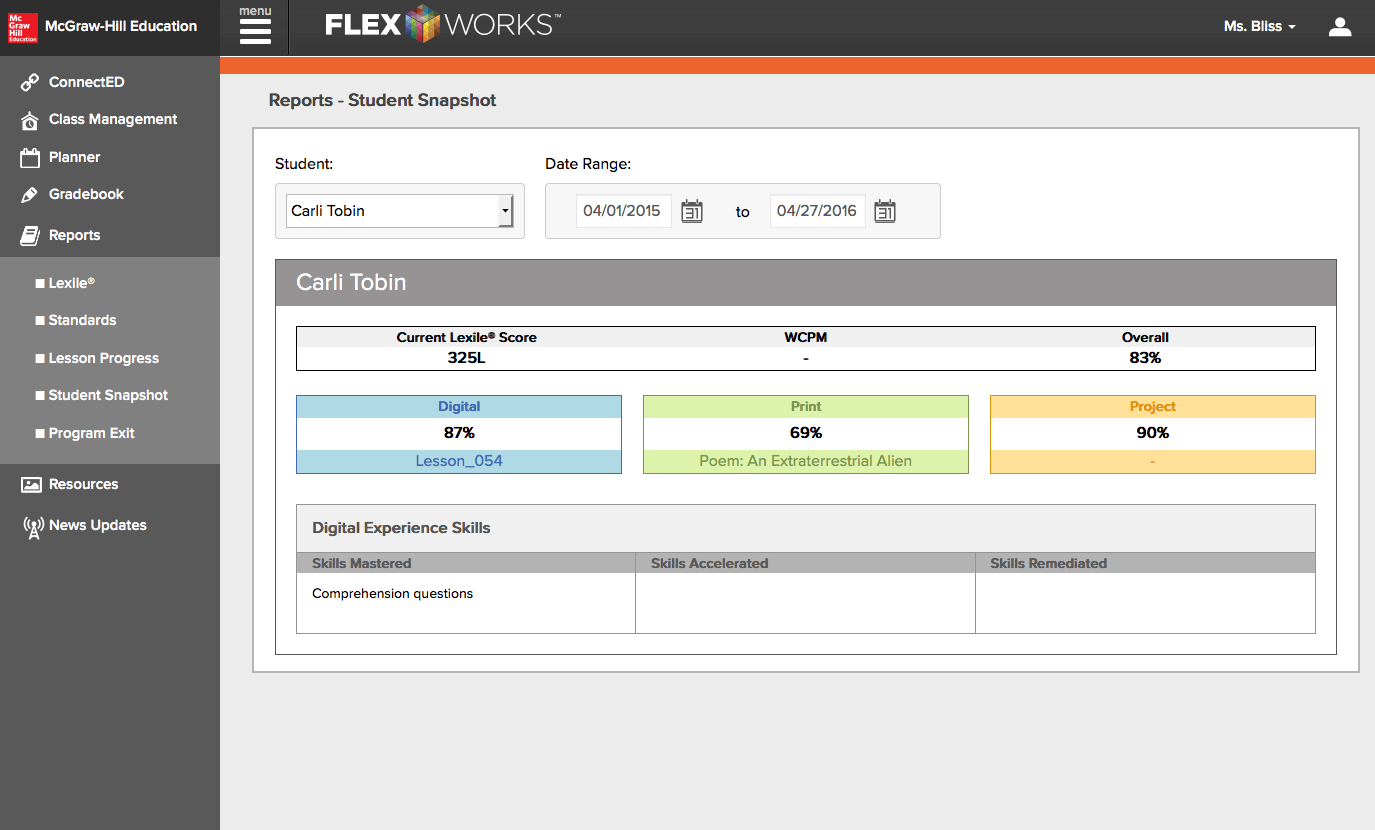 Mc
Graw
Hill
Education
McGraw-Hill Education
menu
FLEX WORKS™
Ms. Bliss
ConnectED
Class Management
Planner
Gradebook
Reports
Lexile®
Standards
Lesson Progress
Student Snapshot
Program Exit
Resources
News Updates
Reports - Student Snapshot
Student:
Date Range:
Carli Tobin
04/01/2015 31 to 04/27/2016 31
Carli Tobin
Current Lexile® Score WCPM Overall
325L - 83%
Digital Print Project
87% 69% 90%
Lesson_054 Poem: An Extraterrestrial Alien -
Digital Experience Skills
Skills Mastered Skills Accelerated Skills Remediated
Comprehension questions